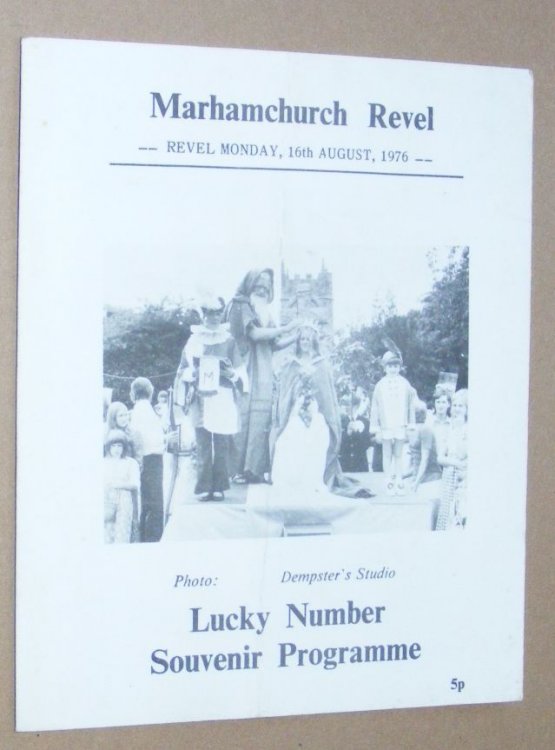 Marhamchurch Revel
-- REVEL MONDAY, 16th AUGUST, 1976 --
M
Photo: Dempster's Studio
Lucky Number
Souvenir Programme
5p